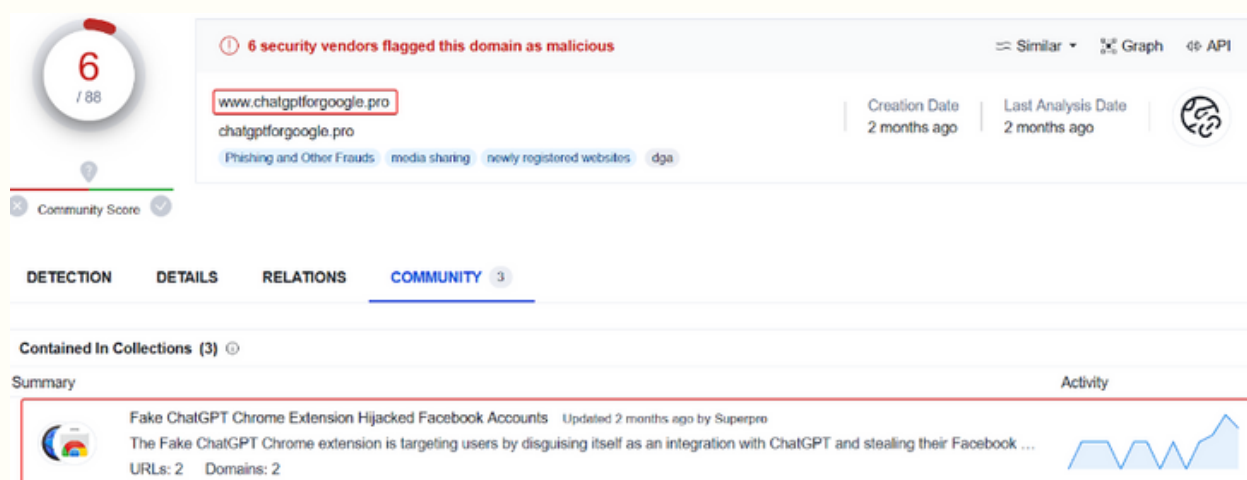 6
/ 88
Community Score
6 security vendors flagged this domain as malicious
Similar
Graph
API
www.chatgptforgoogle.pro
chatgptforgoogle.pro
Phishing and Other Frauds media sharing newly registered websites dga
Creation Date
2 months ago
Last Analysis Date
2 months ago
DETECTION DETAILS RELATIONS COMMUNITY 3
Contained In Collections (3)
Summary Activity
Fake ChatGPT Chrome Extension Hijacked Facebook Accounts Updated 2 months ago by Superpro
The Fake ChatGPT Chrome extension is targeting users by disguising itself as an integration with ChatGPT and stealing their Facebook ...
URLs: 2 Domains: 2